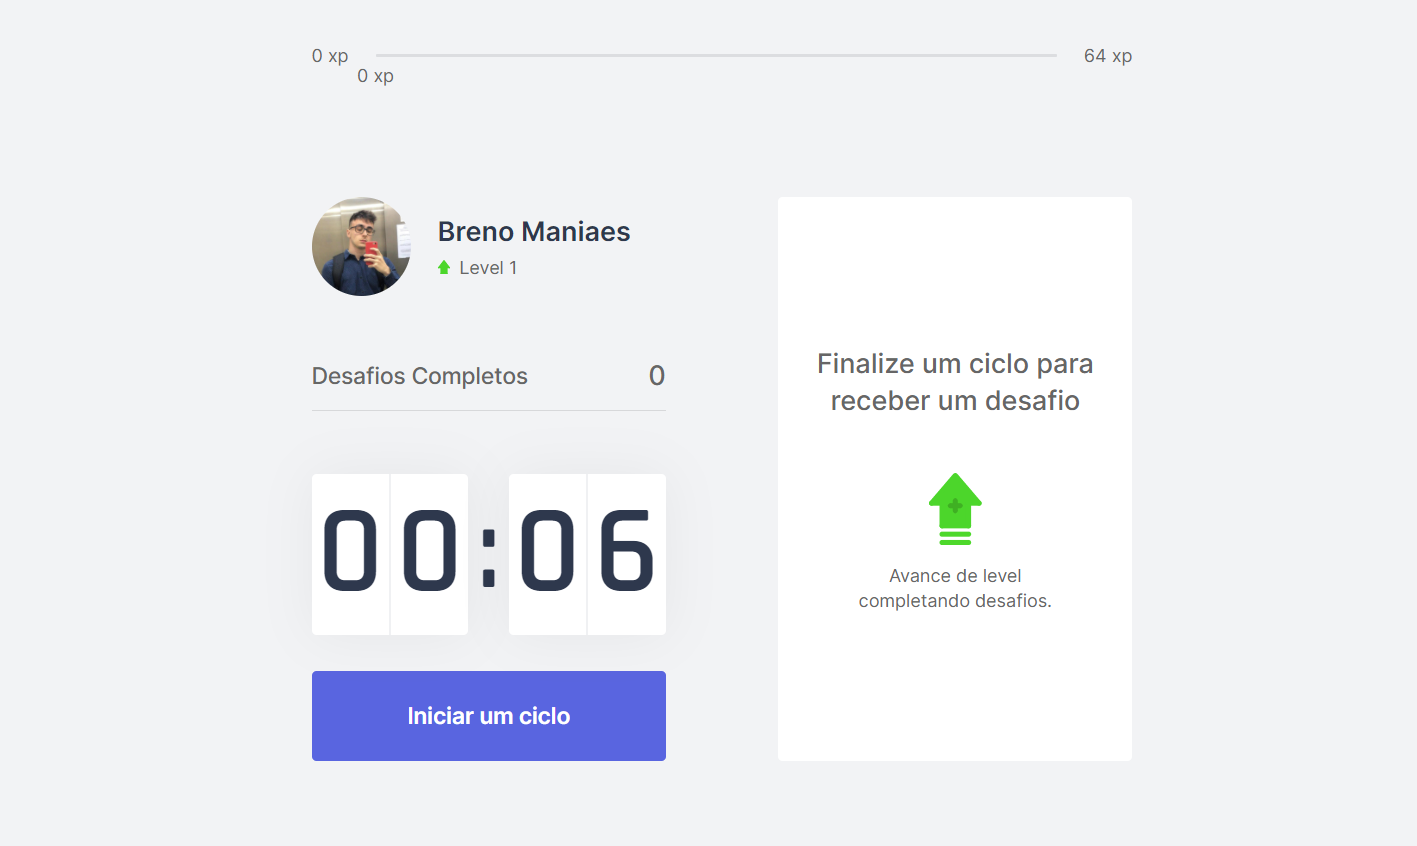 0 xp
64 xp
0 xp
Breno Maniaes
Level 1
Desafios Completos
0
00:06
Iniciar um ciclo
Finalize um ciclo para
receber um desafio
Avance de level
completando desafios.